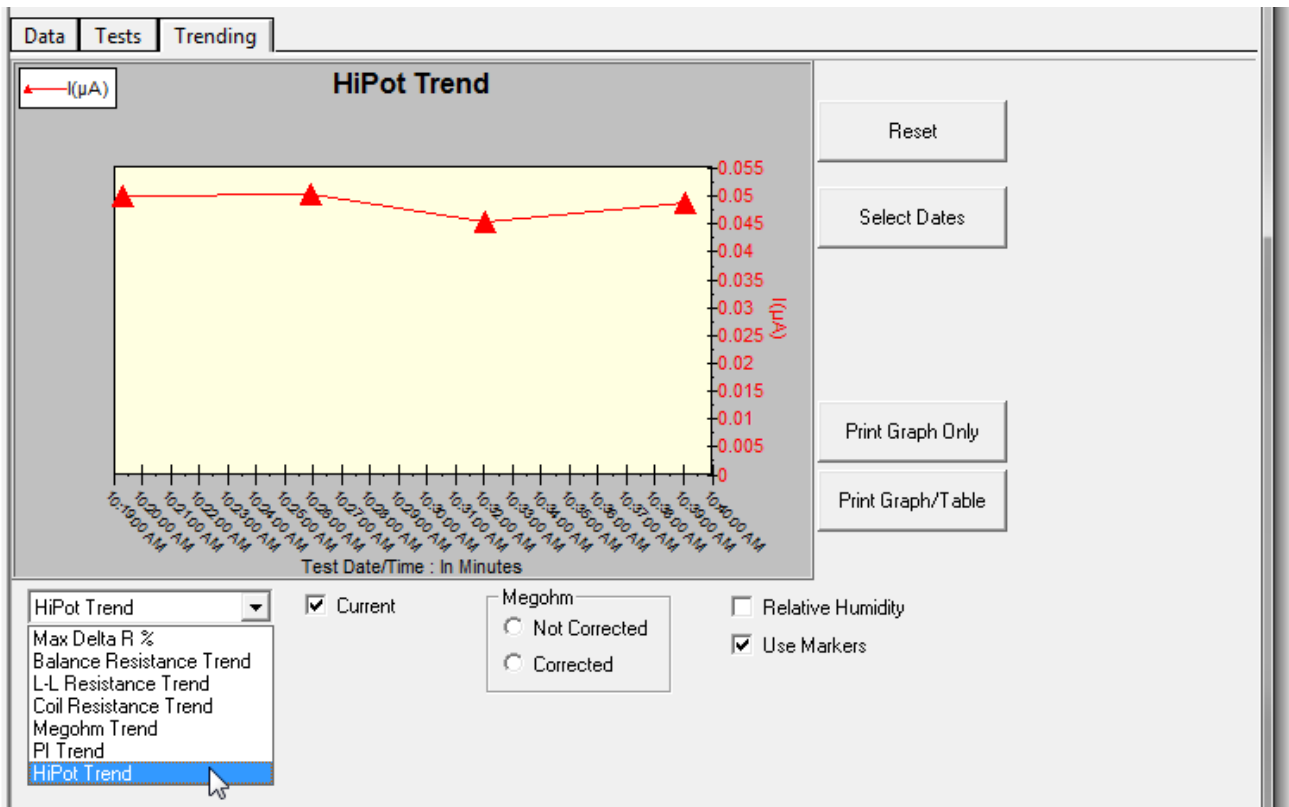 Data Tests Trending
I(µA)
HiPot Trend
Reset
Select Dates
0.055
0.05
0.045
0.04
0.035
0.03
0.025
0.02
0.015
0.01
0.005
0
I(µA)
Print Graph Only
Print Graph/Table
10:19:00 AM
10:20:00 AM
10:21:00 AM
10:22:00 AM
10:23:00 AM
10:24:00 AM
10:25:00 AM
10:26:00 AM
10:27:00 AM
10:28:00 AM
10:29:00 AM
10:30:00 AM
10:31:00 AM
10:32:00 AM
10:33:00 AM
10:34:00 AM
10:35:00 AM
10:36:00 AM
10:37:00 AM
10:38:00 AM
10:39:00 AM
10:40:00 AM
Test Date/Time : In Minutes
HiPot Trend
Max Delta R %
Balance Resistance Trend
L-L Resistance Trend
Coil Resistance Trend
Megohm Trend
PI Trend
HiPot Trend
Current
Megohm
Not Corrected
Corrected
Relative Humidity
Use Markers